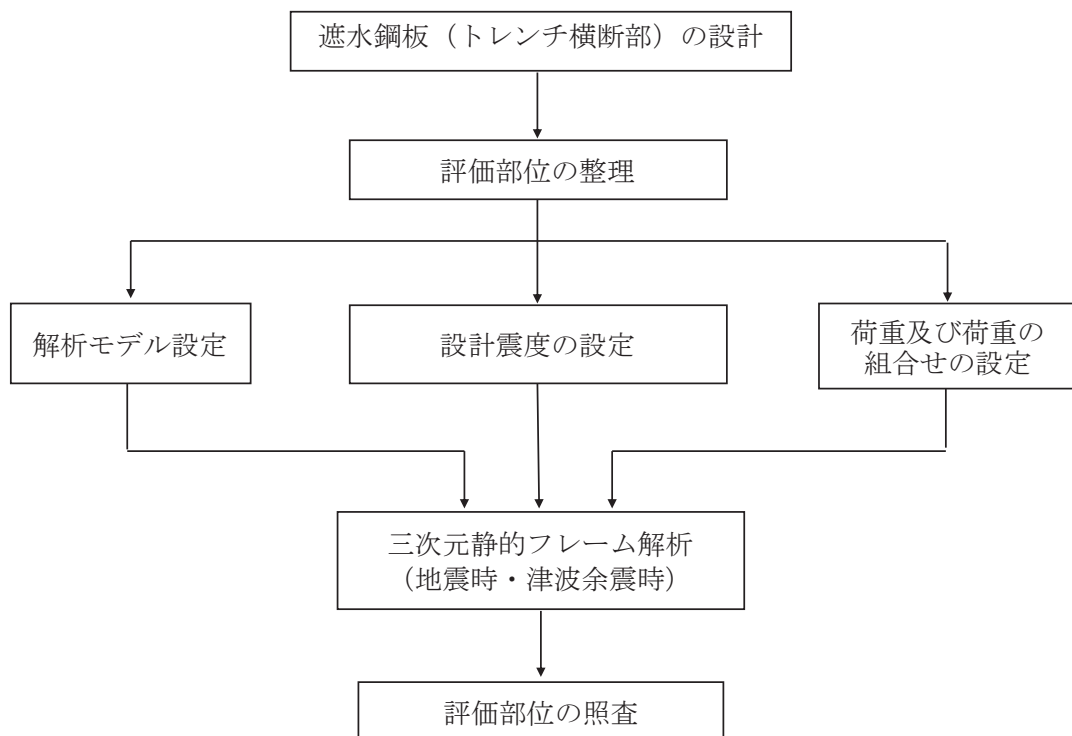 遮水鋼板（トレンチ横断部）の設計
評価部位の整理
解析モデル設定
設計震度の設定
荷重及び荷重の
組合せの設定
三次元静的フレーム解析
（地震時・津波余震時）
評価部位の照査